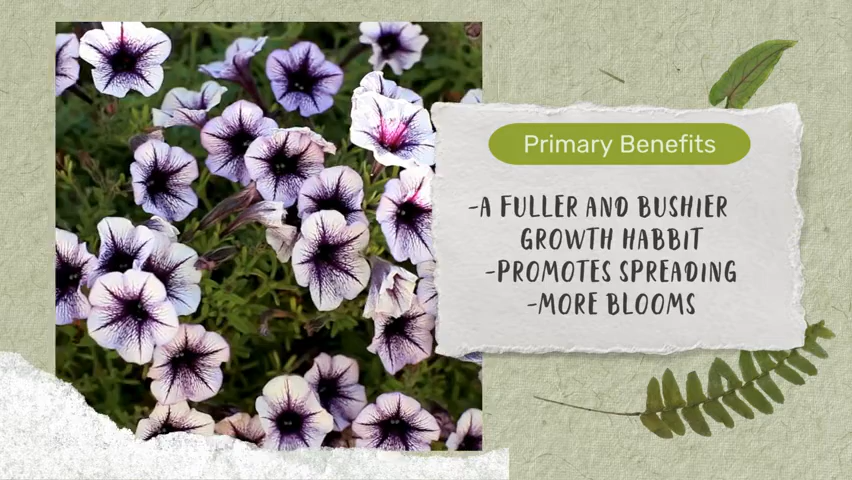 Primary Benefits
-A FULLER AND BUSHIER
GROWTH HABBIT
-PROMOTES SPREADING
-MORE BLOOMS